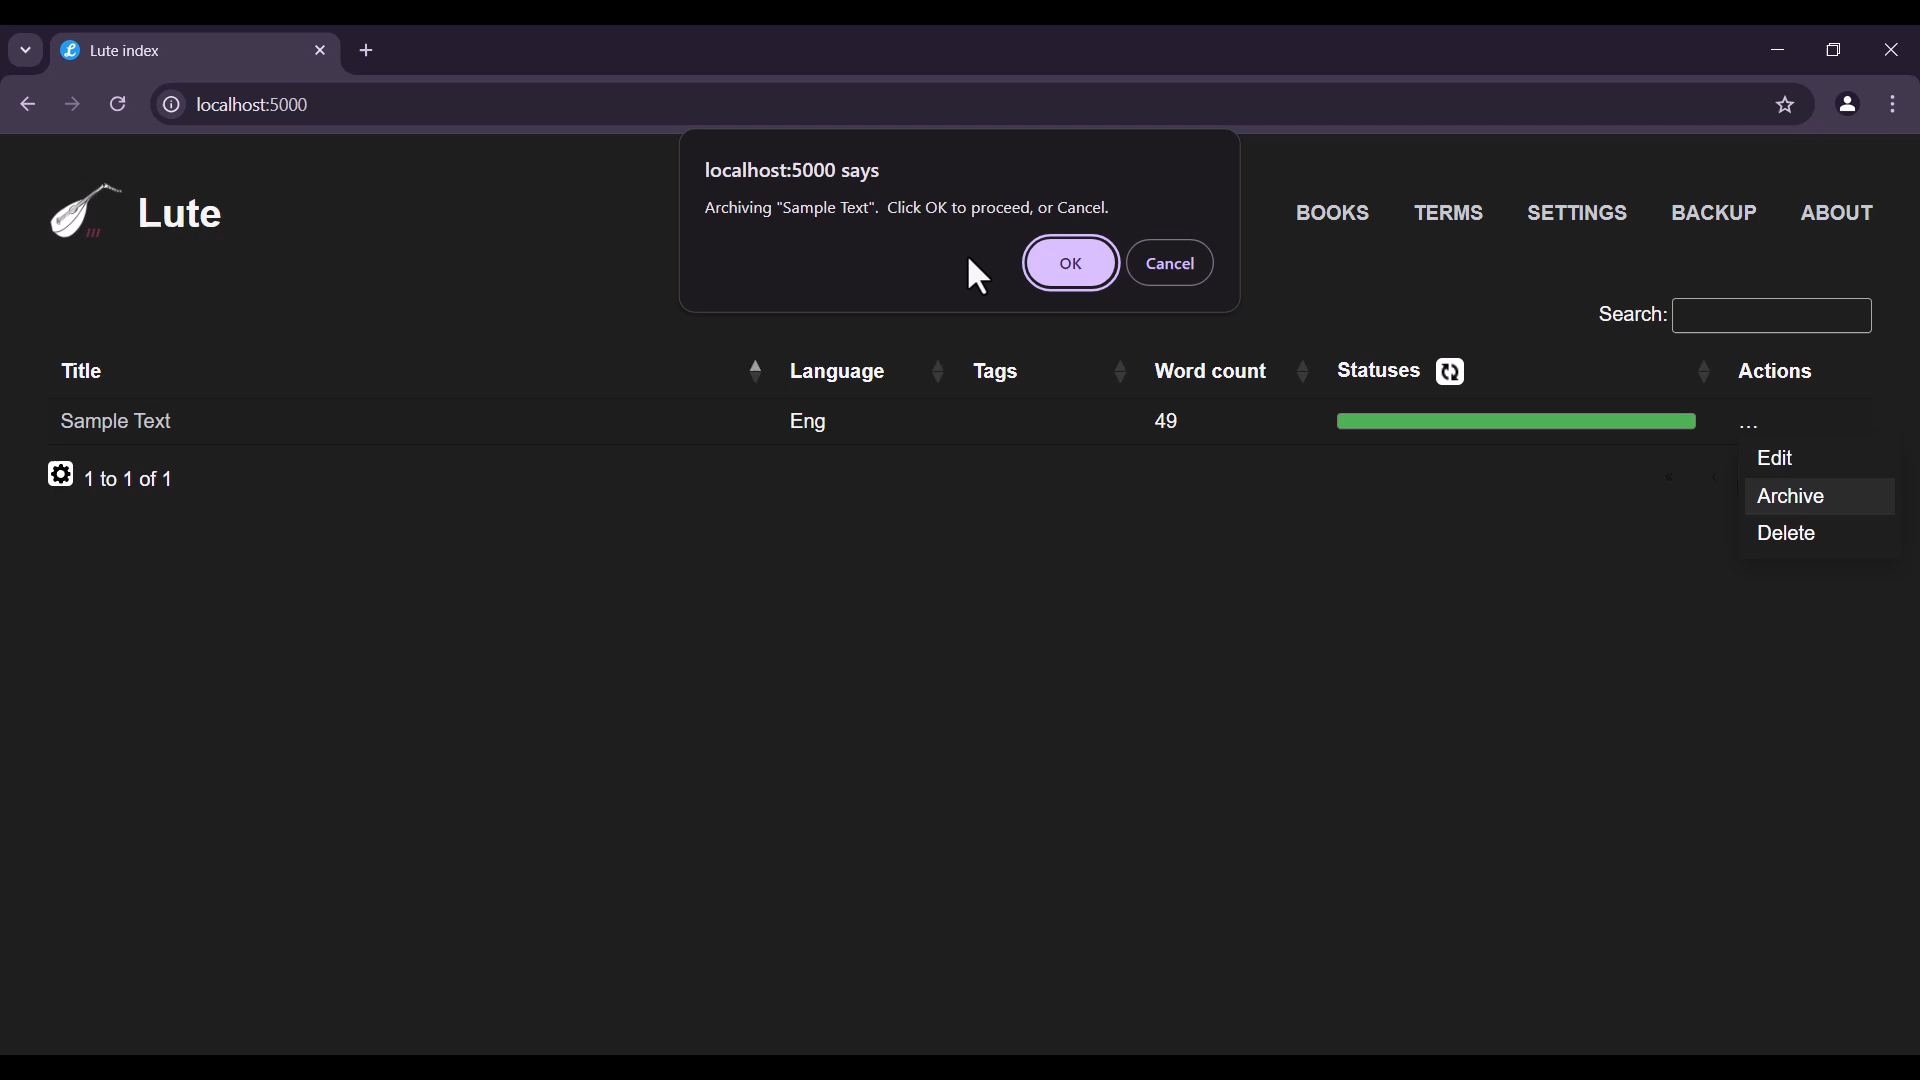 Lute index
localhost:5000
localhost:5000 says
Archiving "Sample Text".  Click OK to proceed, or Cancel.
OK
Cancel
Lute
BOOKS
TERMS
SETTINGS
BACKUP
ABOUT
Search:
Title
Language
Tags
Word count
Statuses
Actions
Sample Text
Eng
49
...
1 to 1 of 1
Edit
Archive
Delete